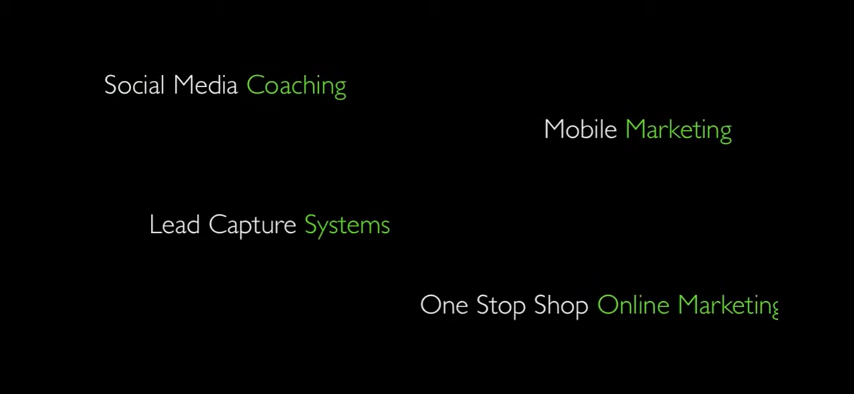 Social Media Coaching
Mobile Marketing
Lead Capture Systems
One Stop Shop Online Marketing